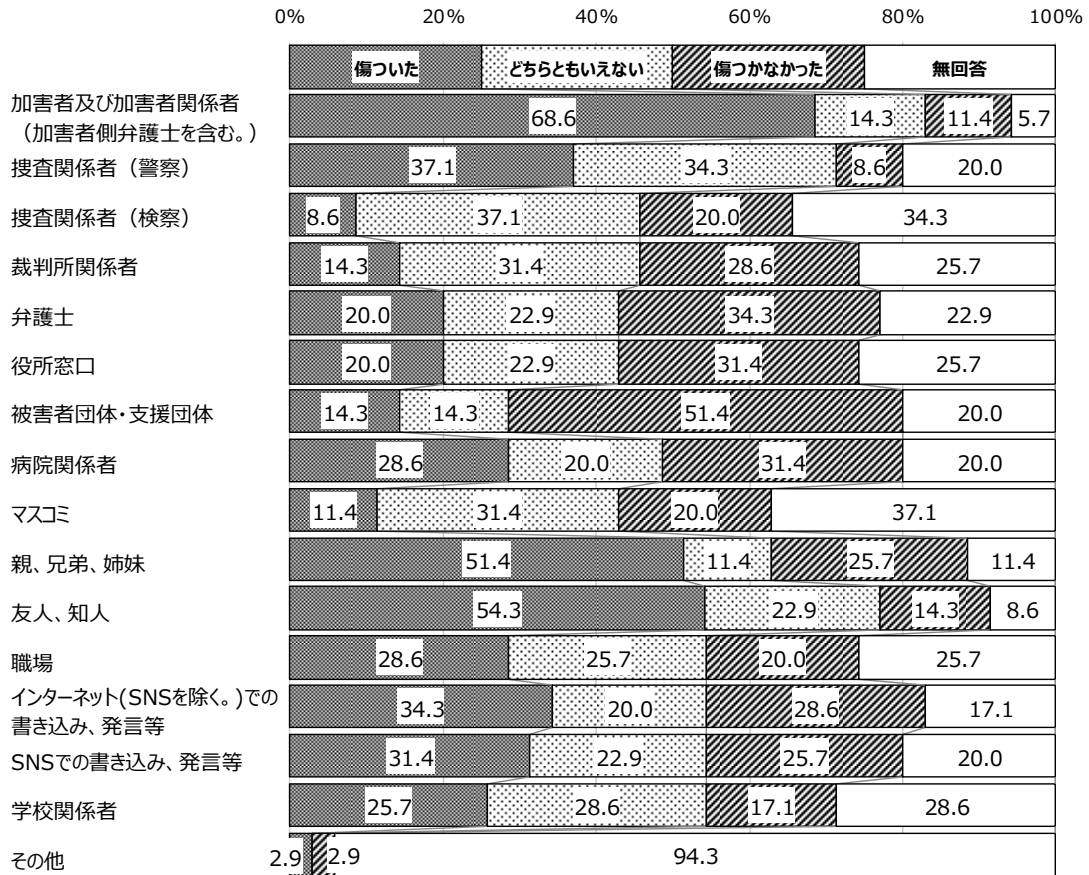 0% 20% 40% 60% 80% 100%
傷ついた どちらともいえない 傷つかなかった 無回答
加害者及び加害者関係者
（加害者側弁護士を含む。） 68.6 14.3 11.4 5.7
捜査関係者（警察） 37.1 34.3 8.6 20.0
捜査関係者（検察） 8.6 37.1 20.0 34.3
裁判所関係者 14.3 31.4 28.6 25.7
弁護士 20.0 22.9 34.3 22.9
役所窓口 20.0 22.9 31.4 25.7
被害者団体・支援団体 14.3 14.3 51.4 20.0
病院関係者 28.6 20.0 31.4 20.0
マスコミ 11.4 31.4 20.0 37.1
親、兄弟、姉妹 51.4 11.4 25.7 11.4
友人、知人 54.3 22.9 14.3 8.6
職場 28.6 25.7 20.0 25.7
インターネット(SNSを除く。)での
書き込み、発言等 34.3 20.0 28.6 17.1
SNSでの書き込み、発言等 31.4 22.9 25.7 20.0
学校関係者 25.7 28.6 17.1 28.6
その他 2.9 2.9 94.3